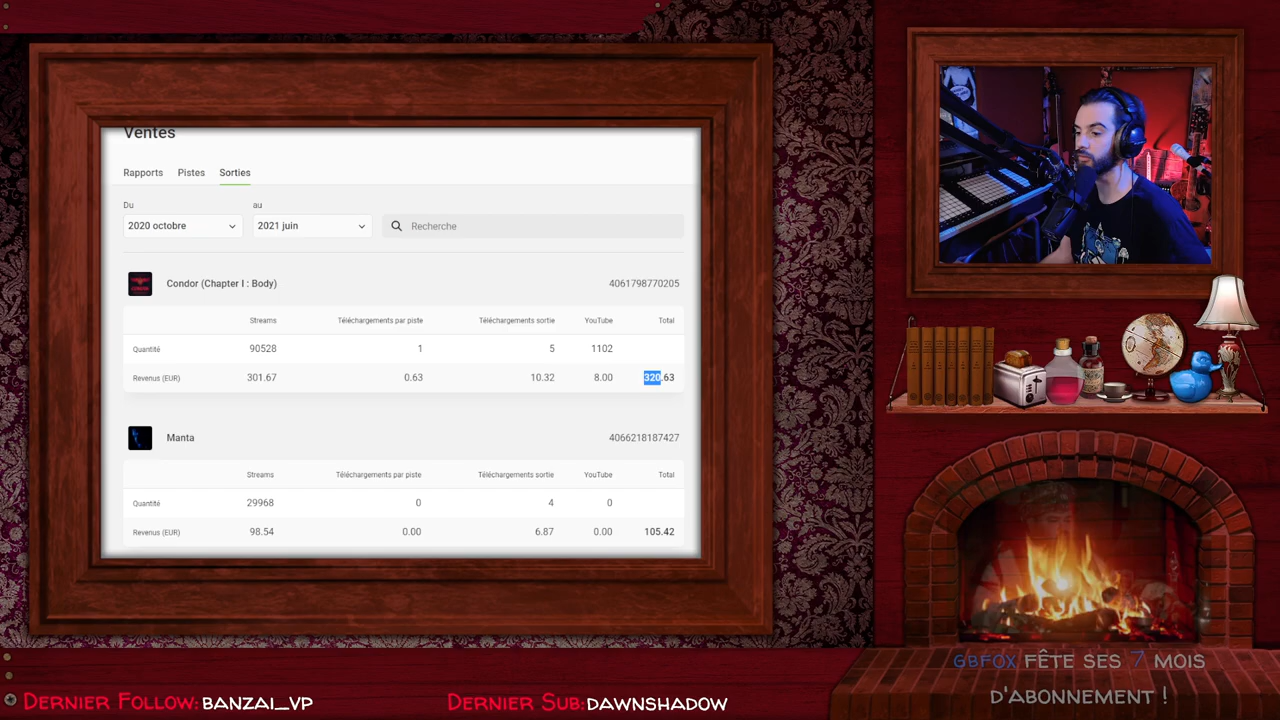 Ventes
Rapports Pistes Sorties
Du au
2020 octobre 2021 juin Recherche
Condor (Chapter I : Body) 4061798770205
Streams Téléchargements par piste Téléchargements sortie YouTube Total
Quantité 90528 1 5 1102
Revenus (EUR) 301.67 0.63 10.32 8.00 320.63
Manta 4066218187427
Streams Téléchargements par piste Téléchargements sortie YouTube Total
Quantité 29968 0 4 0
Revenus (EUR) 98.54 0.00 6.87 0.00 105.42
GBFOX FÊTE SES 7 MOIS
D'ABONNEMENT !
DERNIER FOLLOW: BANZAI_VP DERNIER SUB: DAWNSHADOW